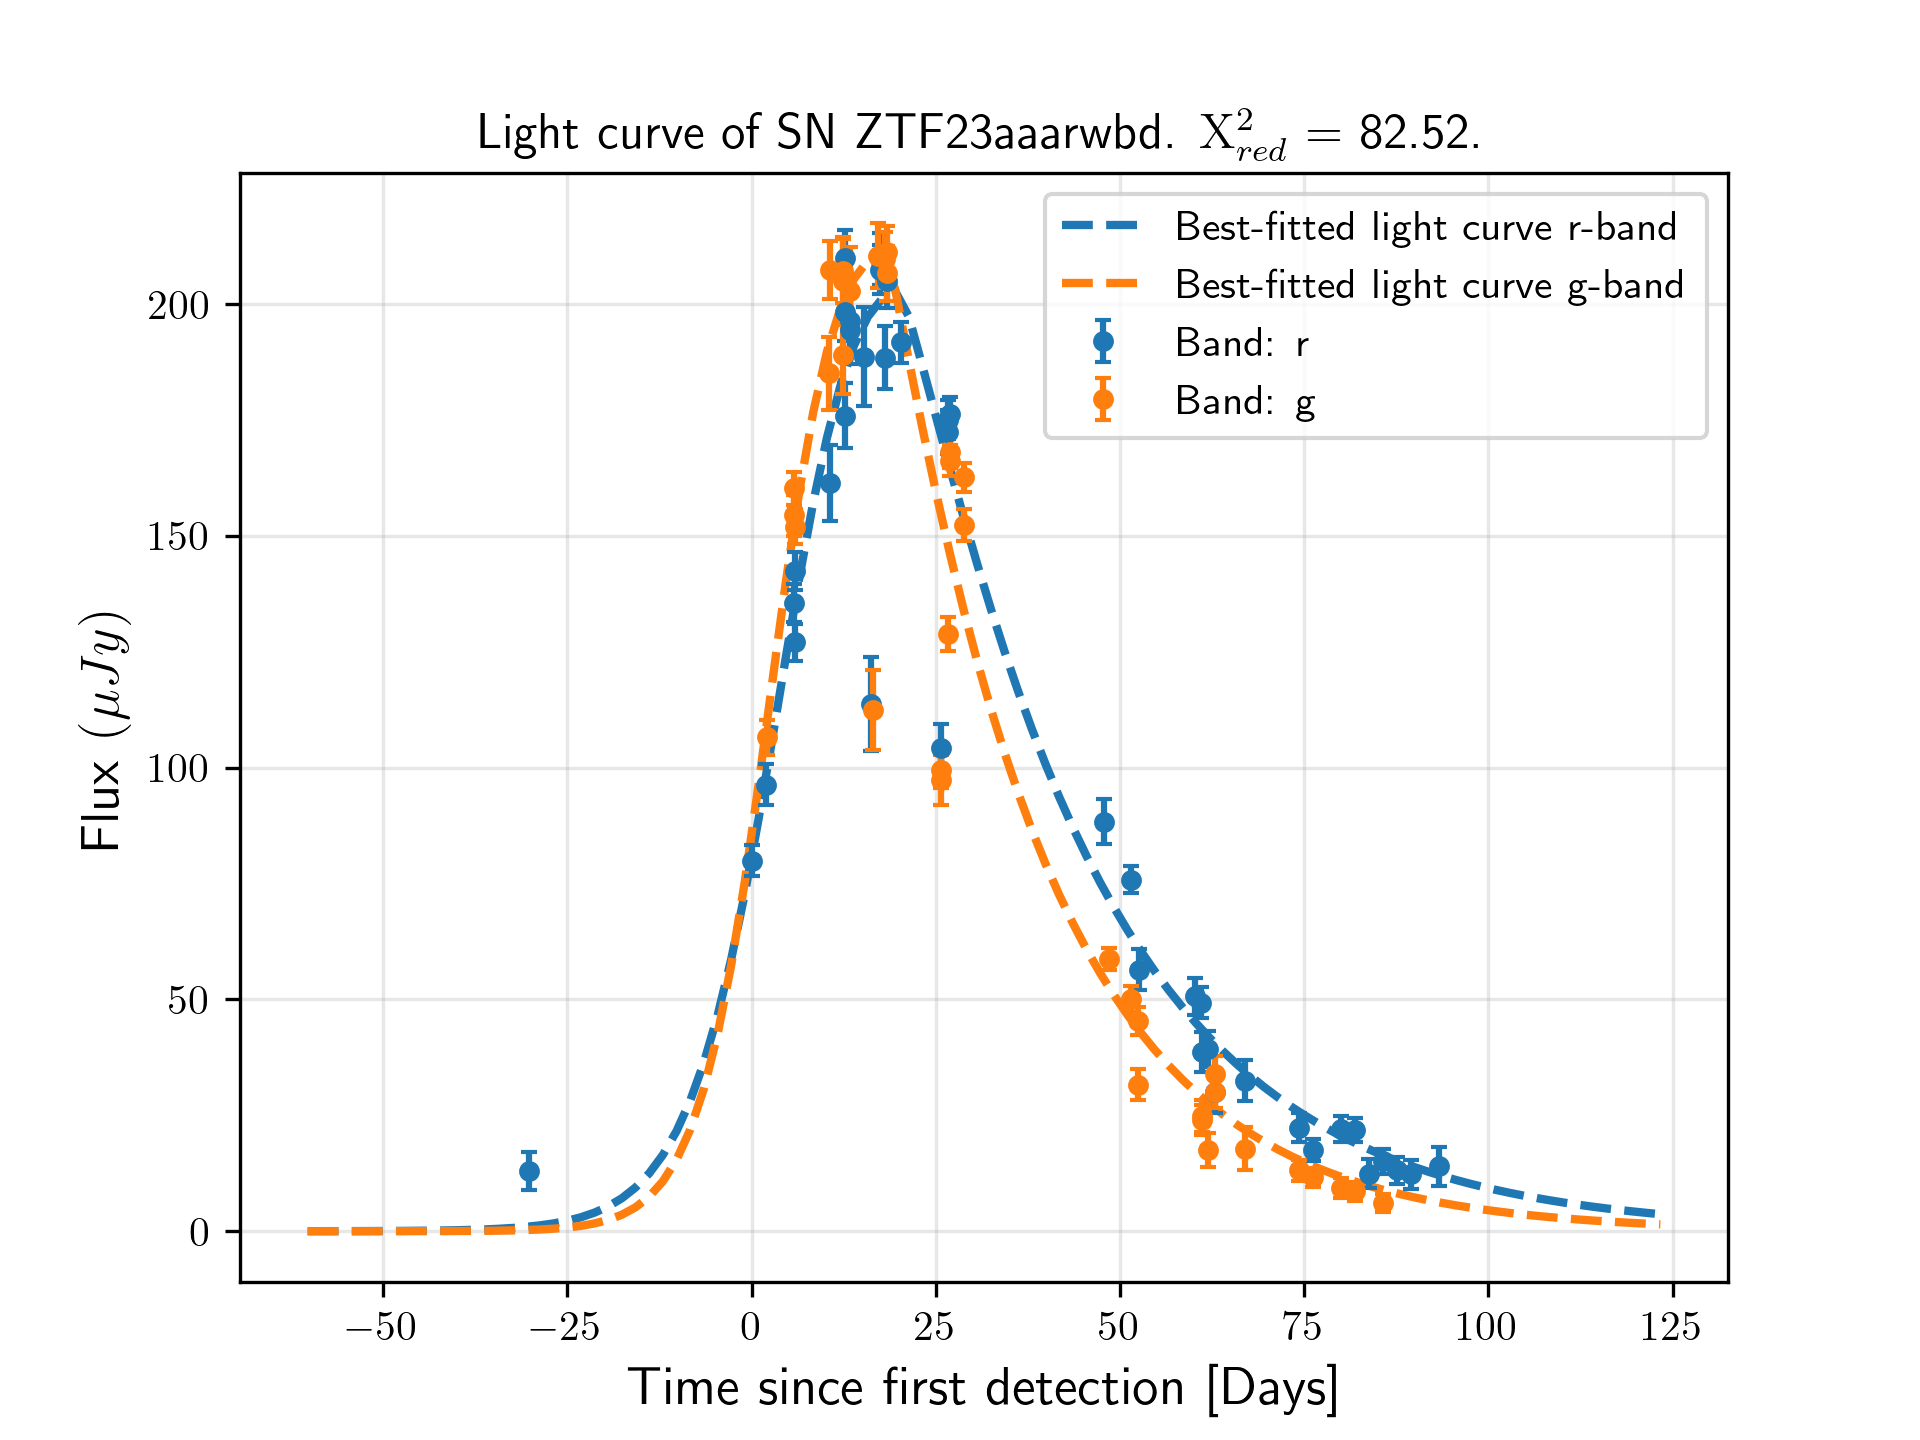 Light curve of SN ZTF23aaarwbd. X²_red = 82.52.
Best-fitted light curve r-band
Best-fitted light curve g-band
Band: r
Band: g
200
150
100
50
0
Flux (μJy)
−50 −25 0 25 50 75 100 125
Time since first detection [Days]